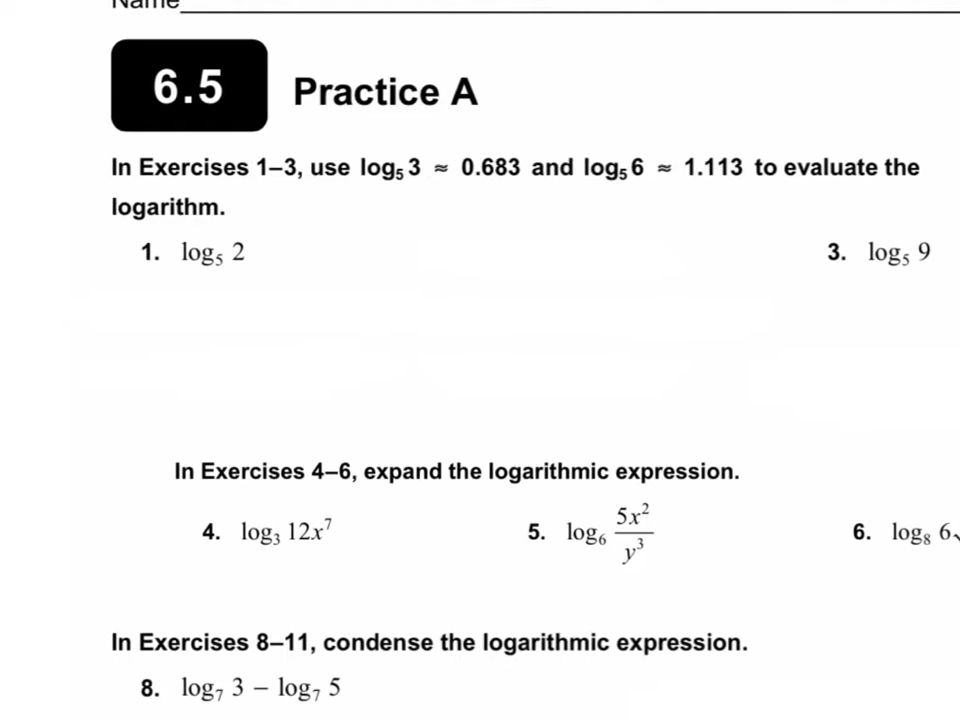 Name
6.5 Practice A
In Exercises 1–3, use log₅ 3 ≈ 0.683 and log₅ 6 ≈ 1.113 to evaluate the
logarithm.
1. log₅ 2 3. log₅ 9
In Exercises 4–6, expand the logarithmic expression.
4. log₃ 12x⁷ 5. log₆ 5x²/y³ 6. log₈ 6
In Exercises 8–11, condense the logarithmic expression.
8. log₇ 3 − log₇ 5